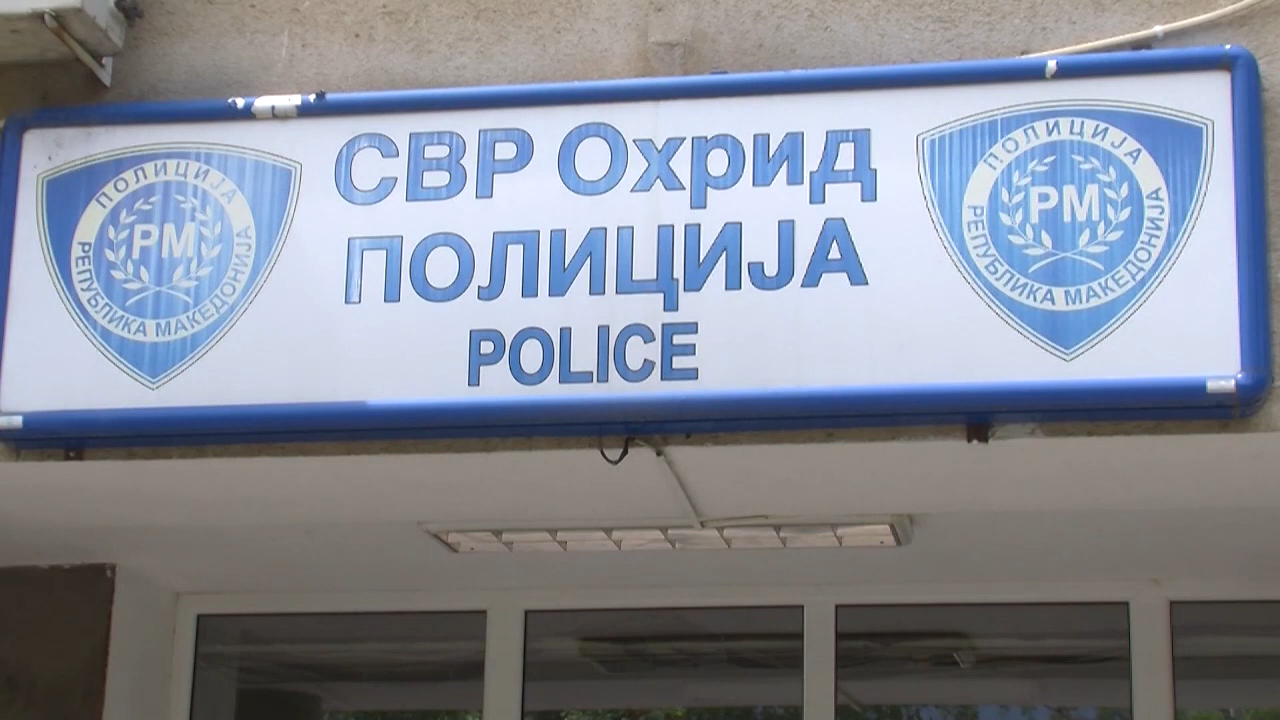 СВР Охрид
ПОЛИЦИЈА
POLICE
ПОЛИЦИЈА
РМ
РЕПУБЛИКА МАКЕДОНИЈА
ПОЛИЦИЈА
РМ
РЕПУБЛИКА МАКЕДОНИЈА